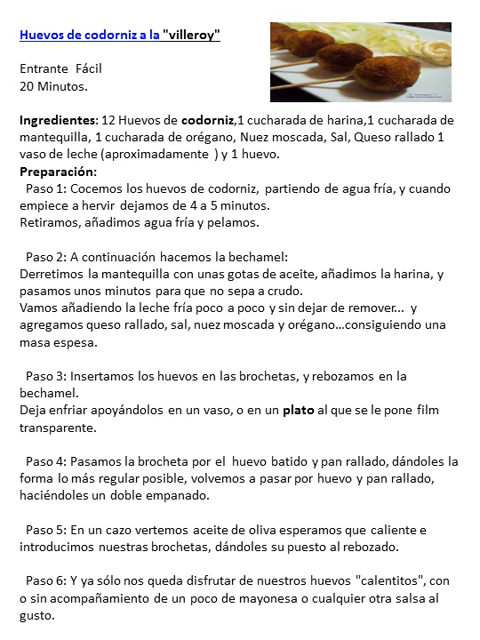 Huevos de codorniz a la "villeroy"
Entrante  Fácil
20 Minutos.
Ingredientes: 12 Huevos de codorniz,1 cucharada de harina,1 cucharada de
mantequilla, 1 cucharada de orégano, Nuez moscada, Sal, Queso rallado 1
vaso de leche (aproximadamente  ) y 1 huevo.
Preparación:
Paso 1: Cocemos los huevos de codorniz,  partiendo de agua fría, y cuando
empiece a hervir dejamos de 4 a 5 minutos.
Retiramos, añadimos agua fría y pelamos.
Paso 2: A continuación hacemos la bechamel:
Derretimos la mantequilla con unas gotas de aceite, añadimos la harina, y
pasamos unos minutos para que no sepa a crudo.
Vamos añadiendo la leche fría poco a poco y sin dejar de remover...  y
agregamos queso rallado, sal, nuez moscada y orégano...consiguiendo una
masa espesa.
Paso 3: Insertamos los huevos en las brochetas, y rebozamos en la
bechamel.
Deja enfriar apoyándolos en un vaso, o en un plato al que se le pone film
transparente.
Paso 4: Pasamos la brocheta por el  huevo batido y pan rallado, dándoles la
forma lo más regular posible, volvemos a pasar por huevo y pan rallado,
haciéndoles un doble empanado.
Paso 5: En un cazo vertemos aceite de oliva esperamos que caliente e
introducimos nuestras brochetas, dándoles su puesto al rebozado.
Paso 6: Y ya sólo nos queda disfrutar de nuestros huevos "calentitos", con
o sin acompañamiento de un poco de mayonesa o cualquier otra salsa al
gusto.